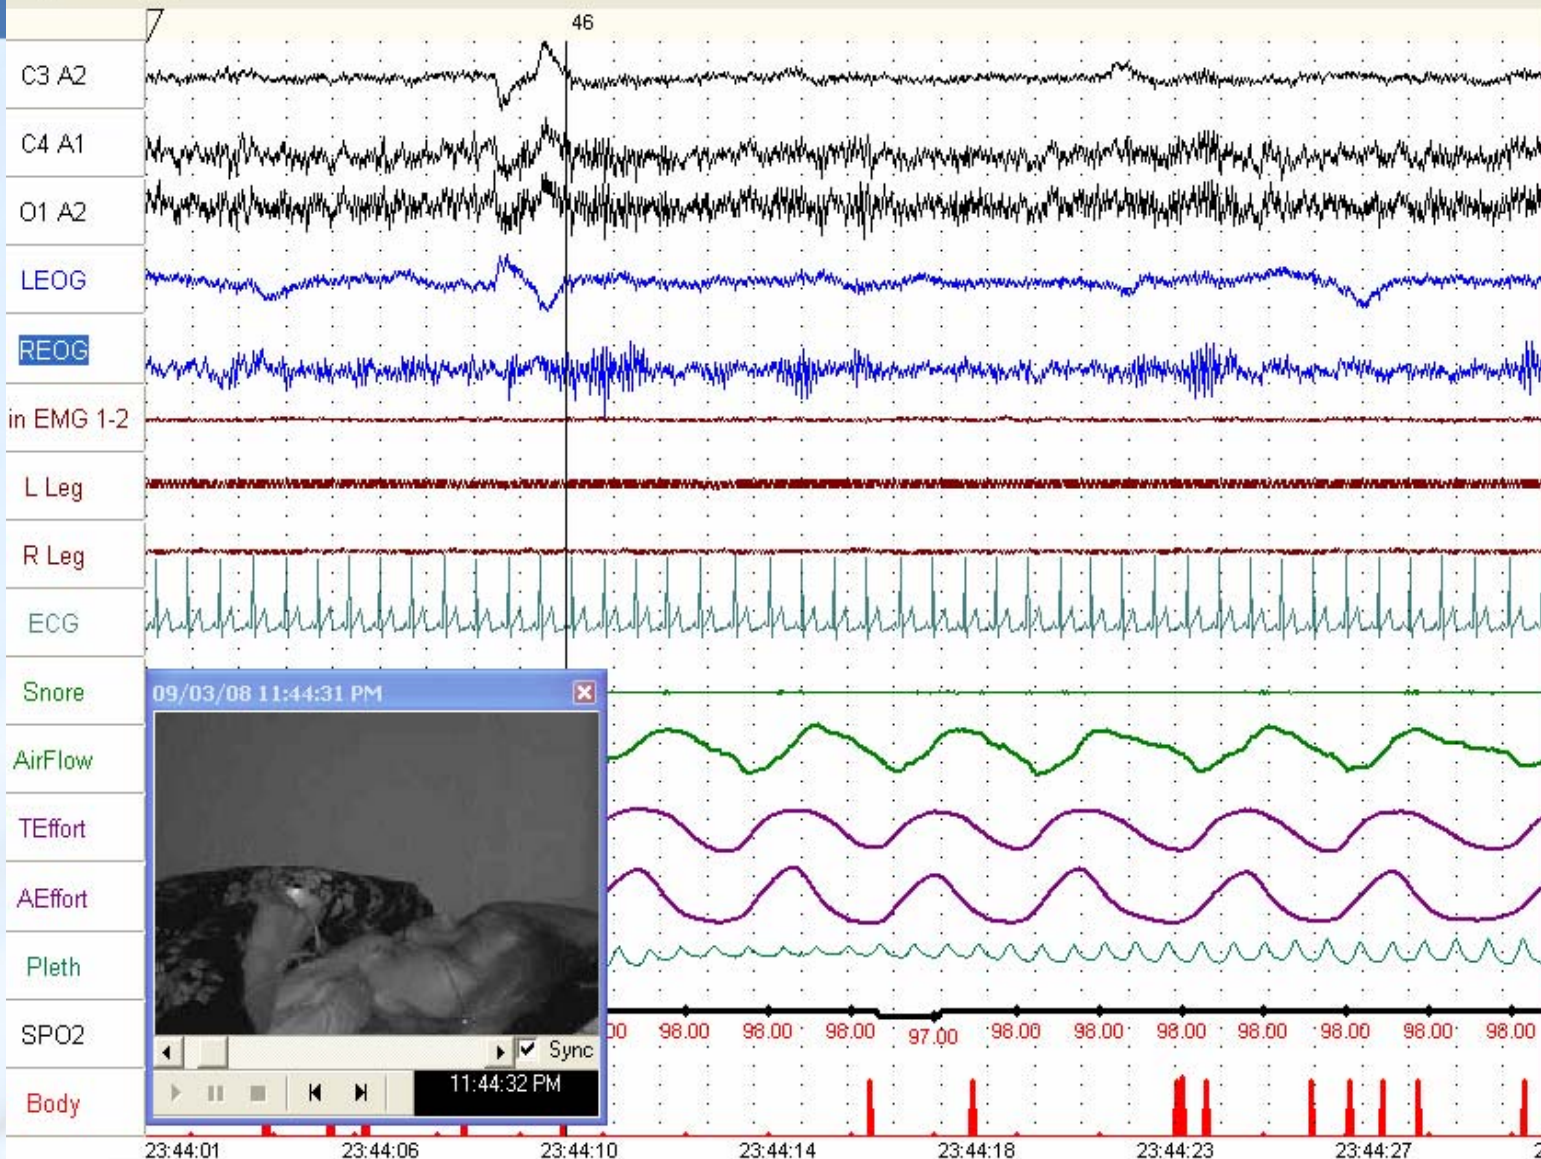 46
C3 A2
C4 A1
O1 A2
LEOG
REOG
in EMG 1-2
L Leg
R Leg
ECG
Snore
09/03/08 11:44:31 PM
AirFlow
TEffort
AEffort
Pleth
SPO2
00 98.00 98.00 98.00 97.00 98.00 98.00 98.00 98.00 98.00 98.00 98.00
Sync
11:44:32 PM
Body
23:44:01 23:44:06 23:44:10 23:44:14 23:44:18 23:44:23 23:44:27 2